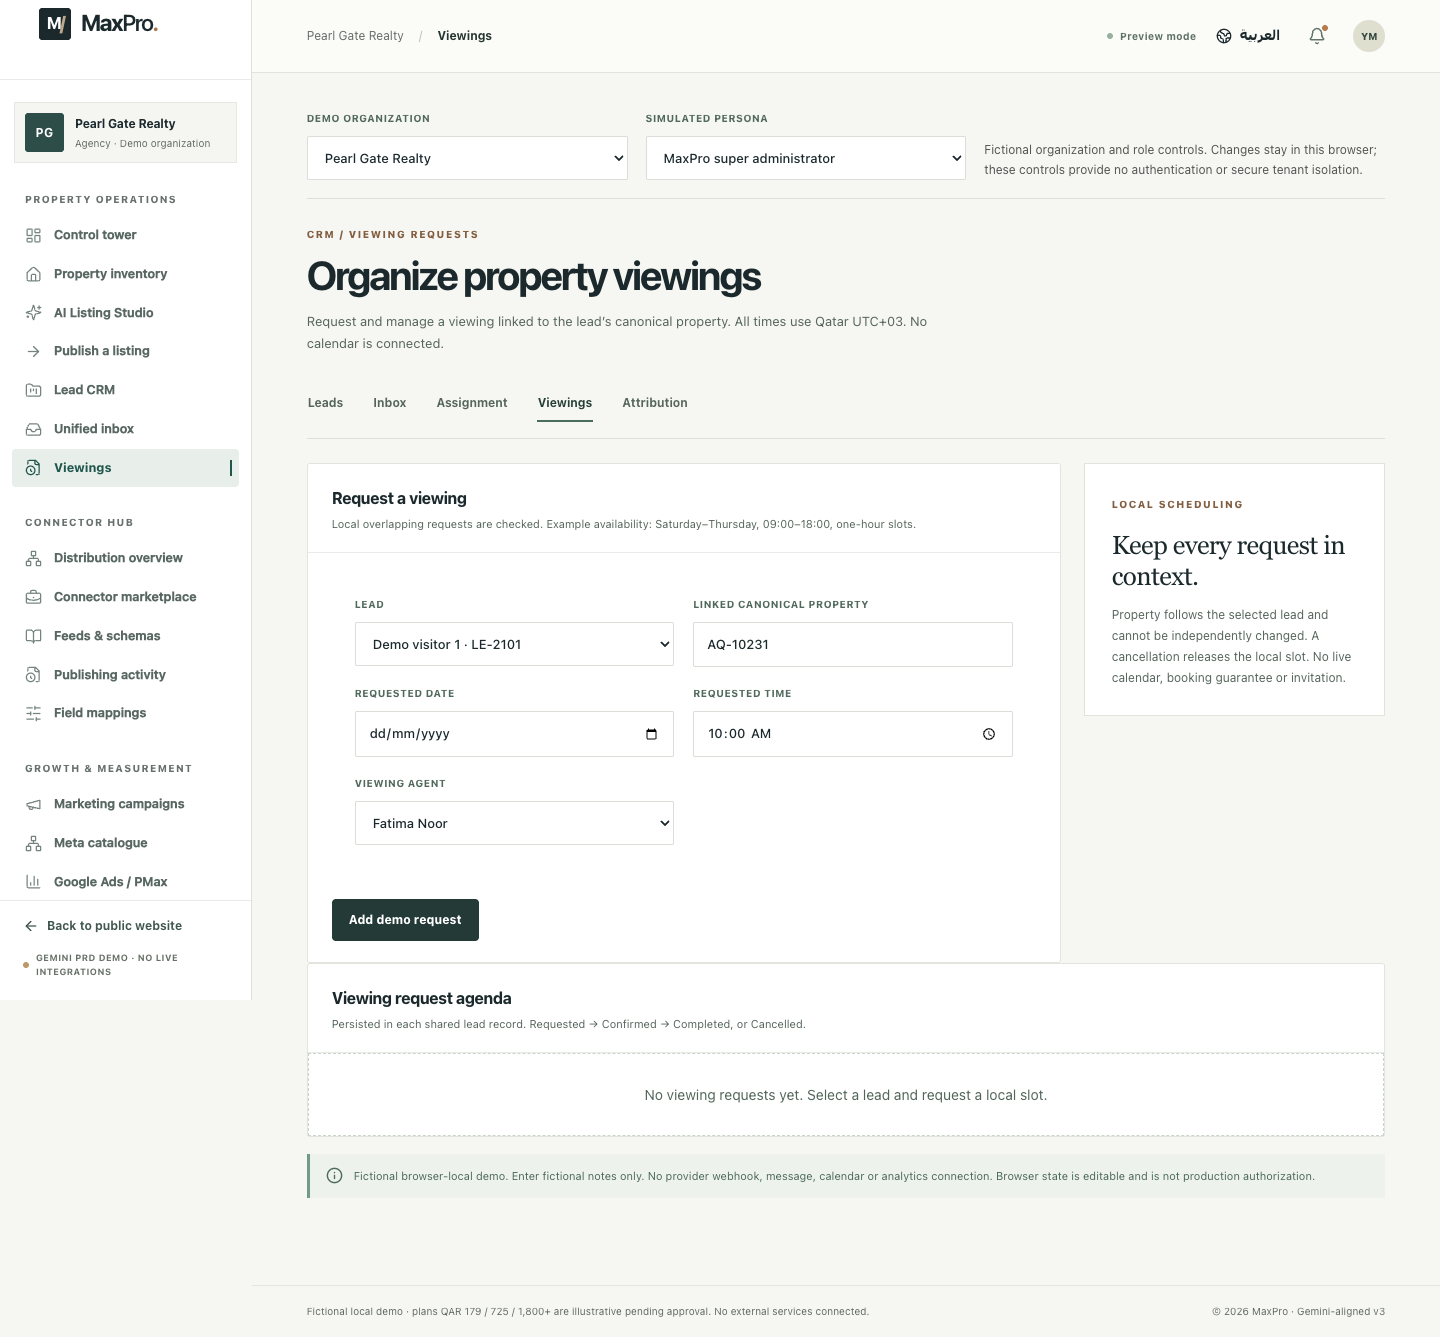 M/ MaxPro.
Pearl Gate Realty / Viewings
Preview mode
العربية
YM
PG
Pearl Gate Realty
Agency · Demo organization
PROPERTY OPERATIONS
Control tower
Property inventory
AI Listing Studio
Publish a listing
Lead CRM
Unified inbox
Viewings
CONNECTOR HUB
Distribution overview
Connector marketplace
Feeds & schemas
Publishing activity
Field mappings
GROWTH & MEASUREMENT
Marketing campaigns
Meta catalogue
Google Ads / PMax
Back to public website
GEMINI PRD DEMO · NO LIVE
INTEGRATIONS
DEMO ORGANIZATION
Pearl Gate Realty
SIMULATED PERSONA
MaxPro super administrator
Fictional organization and role controls. Changes stay in this browser;
these controls provide no authentication or secure tenant isolation.
CRM / VIEWING REQUESTS
Organize property viewings
Request and manage a viewing linked to the lead's canonical property. All times use Qatar UTC+03. No
calendar is connected.
Leads Inbox Assignment Viewings Attribution
Request a viewing
Local overlapping requests are checked. Example availability: Saturday–Thursday, 09:00–18:00, one-hour slots.
LEAD
Demo visitor 1 · LE-2101
LINKED CANONICAL PROPERTY
AQ-10231
REQUESTED DATE
dd/mm/yyyy
REQUESTED TIME
10:00 AM
VIEWING AGENT
Fatima Noor
Add demo request
LOCAL SCHEDULING
Keep every request in
context.
Property follows the selected lead and
cannot be independently changed. A
cancellation releases the local slot. No live
calendar, booking guarantee or invitation.
Viewing request agenda
Persisted in each shared lead record. Requested → Confirmed → Completed, or Cancelled.
No viewing requests yet. Select a lead and request a local slot.
Fictional browser-local demo. Enter fictional notes only. No provider webhook, message, calendar or analytics connection. Browser state is editable and is not production authorization.
Fictional local demo · plans QAR 179 / 725 / 1,800+ are illustrative pending approval. No external services connected.
© 2026 MaxPro · Gemini-aligned v3